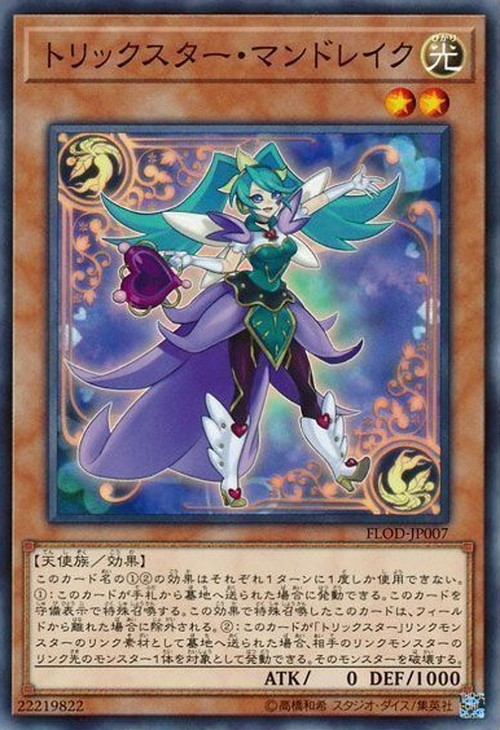 トリックスター・マンドレイク
光
FLOD-JP007
【天使族／効果】
このカード名の①②の効果はそれぞれ１ターンに１度しか使用できない。
①：このカードが手札から墓地へ送られた場合に発動できる。このカードを
守備表示で特殊召喚する。この効果で特殊召喚したこのカードは、フィールド
から離れた場合に除外される。②：このカードが「トリックスター」リンクモン
スターのリンク素材として墓地へ送られた場合、相手のリンクモンスターの
リンク先のモンスター１体を対象として発動できる。そのモンスターを破壊する。
ATK/ 0 DEF/1000
22219822
©高橋和希 スタジオ・ダイス/集英社